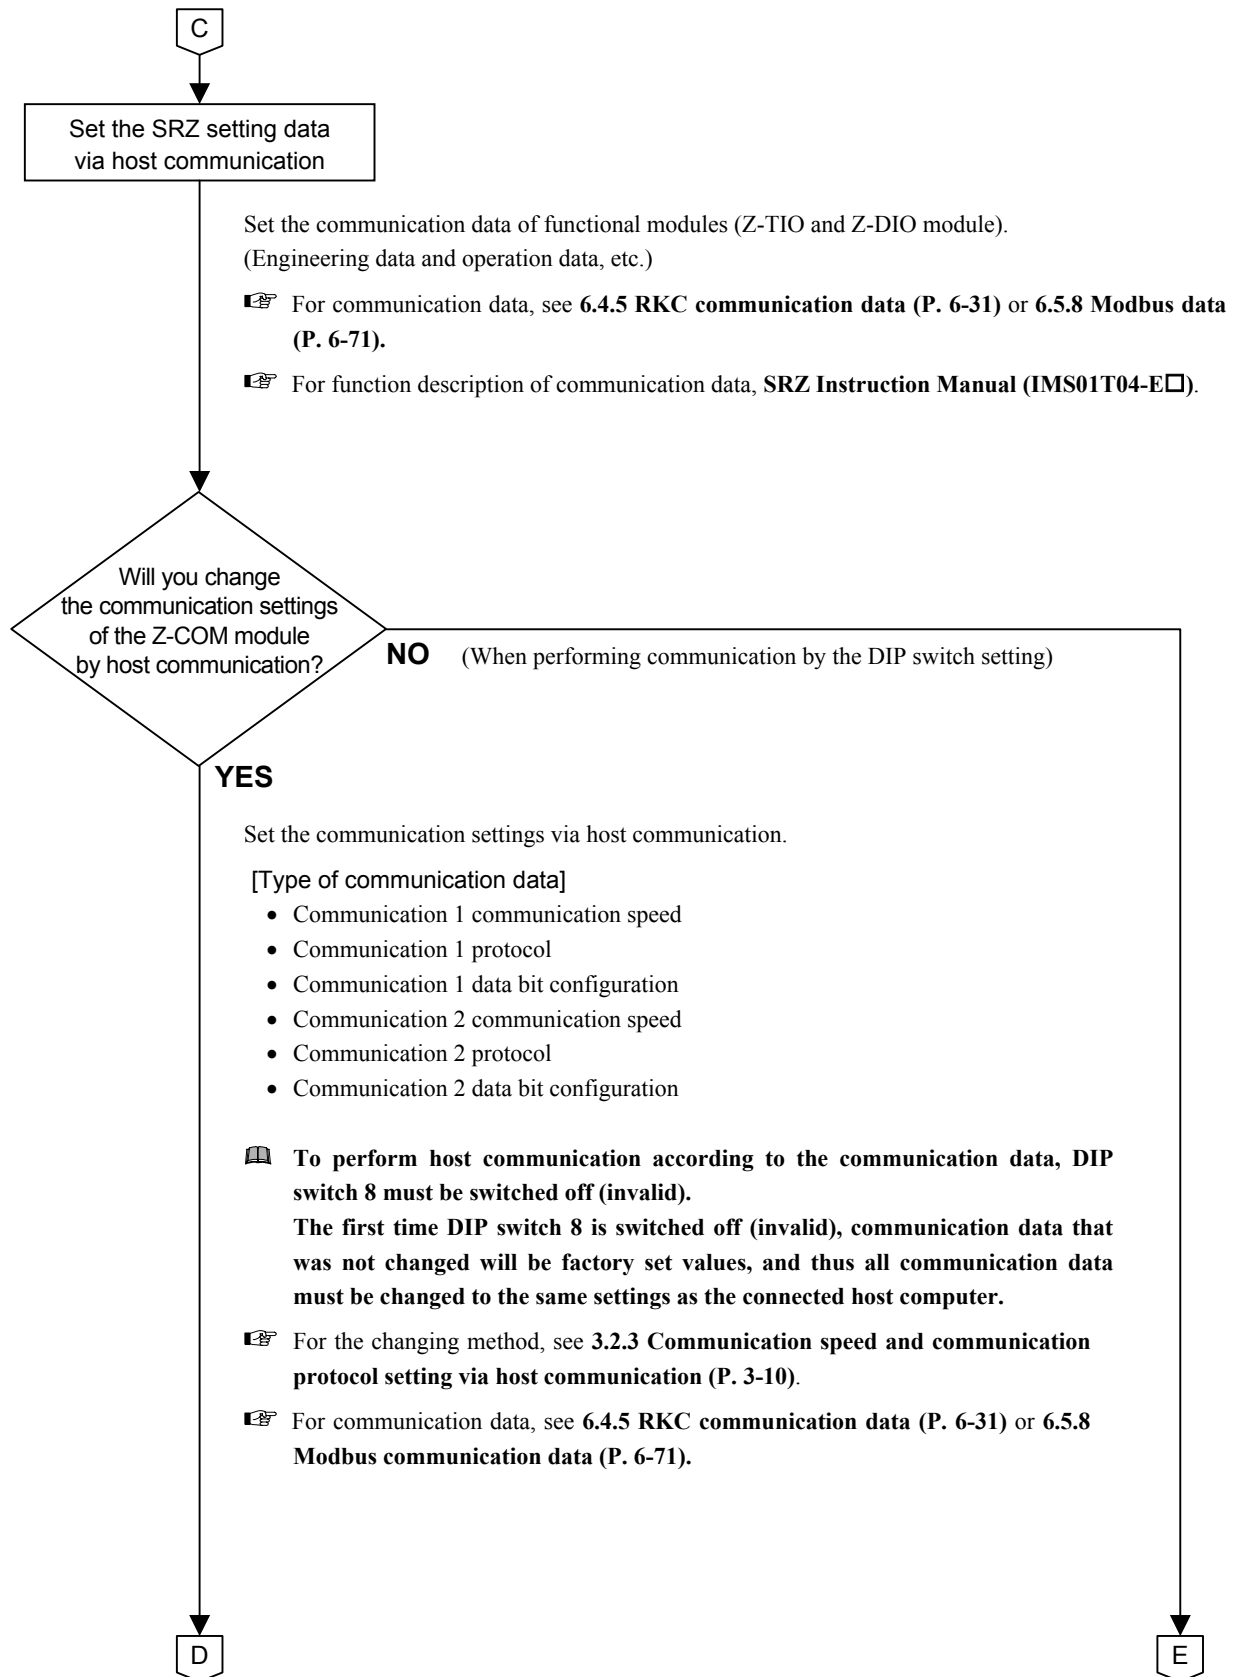 C
Set the SRZ setting data
via host communication
Set the communication data of functional modules (Z-TIO and Z-DIO module).
(Engineering data and operation data, etc.)
☞ For communication data, see 6.4.5 RKC communication data (P. 6-31) or 6.5.8 Modbus data
(P. 6-71).
☞ For function description of communication data, SRZ Instruction Manual (IMS01T04-E□).
Will you change
the communication settings
of the Z-COM module
by host communication?
NO (When performing communication by the DIP switch setting)
YES
Set the communication settings via host communication.
[Type of communication data]
• Communication 1 communication speed
• Communication 1 protocol
• Communication 1 data bit configuration
• Communication 2 communication speed
• Communication 2 protocol
• Communication 2 data bit configuration
To perform host communication according to the communication data, DIP
switch 8 must be switched off (invalid).
The first time DIP switch 8 is switched off (invalid), communication data that
was not changed will be factory set values, and thus all communication data
must be changed to the same settings as the connected host computer.
☞ For the changing method, see 3.2.3 Communication speed and communication
protocol setting via host communication (P. 3-10).
☞ For communication data, see 6.4.5 RKC communication data (P. 6-31) or 6.5.8
Modbus communication data (P. 6-71).
D
E